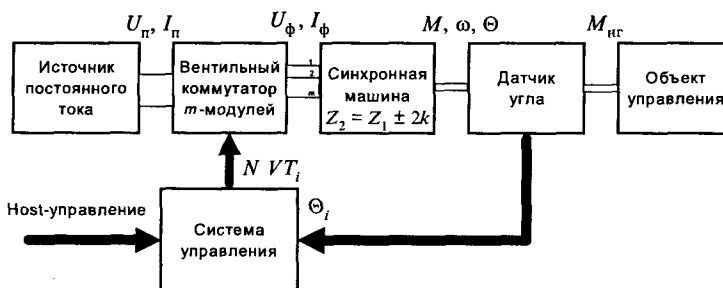 U_п, I_п
U_ф, I_ф
M, ω, Θ
M_нг
Источник
постоянного
тока
Вентильный
коммутатор
m-модулей
1
2
m
Синхронная
машина
Z_2 = Z_1 ± 2k
Датчик
угла
Объект
управления
N VT_i
Host-управление
Θ_i
Система
управления